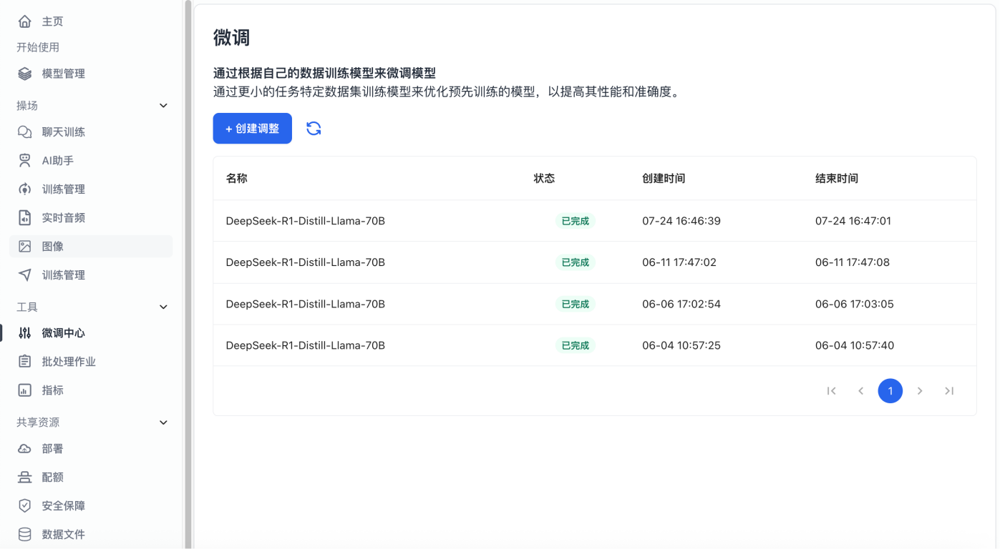 主页
开始使用
模型管理
操场
聊天训练
AI助手
训练管理
实时音频
图像
训练管理
工具
微调中心
批处理作业
指标
共享资源
部署
配额
安全保障
数据文件
微调
通过根据自己的数据训练模型来微调模型
通过更小的任务特定数据集训练模型来优化预先训练的模型，以提高其性能和准确度。
+ 创建调整
名称 状态 创建时间 结束时间
DeepSeek-R1-Distill-Llama-70B 已完成 07-24 16:46:39 07-24 16:47:01
DeepSeek-R1-Distill-Llama-70B 已完成 06-11 17:47:02 06-11 17:47:08
DeepSeek-R1-Distill-Llama-70B 已完成 06-06 17:02:54 06-06 17:03:05
DeepSeek-R1-Distill-Llama-70B 已完成 06-04 10:57:25 06-04 10:57:40
1